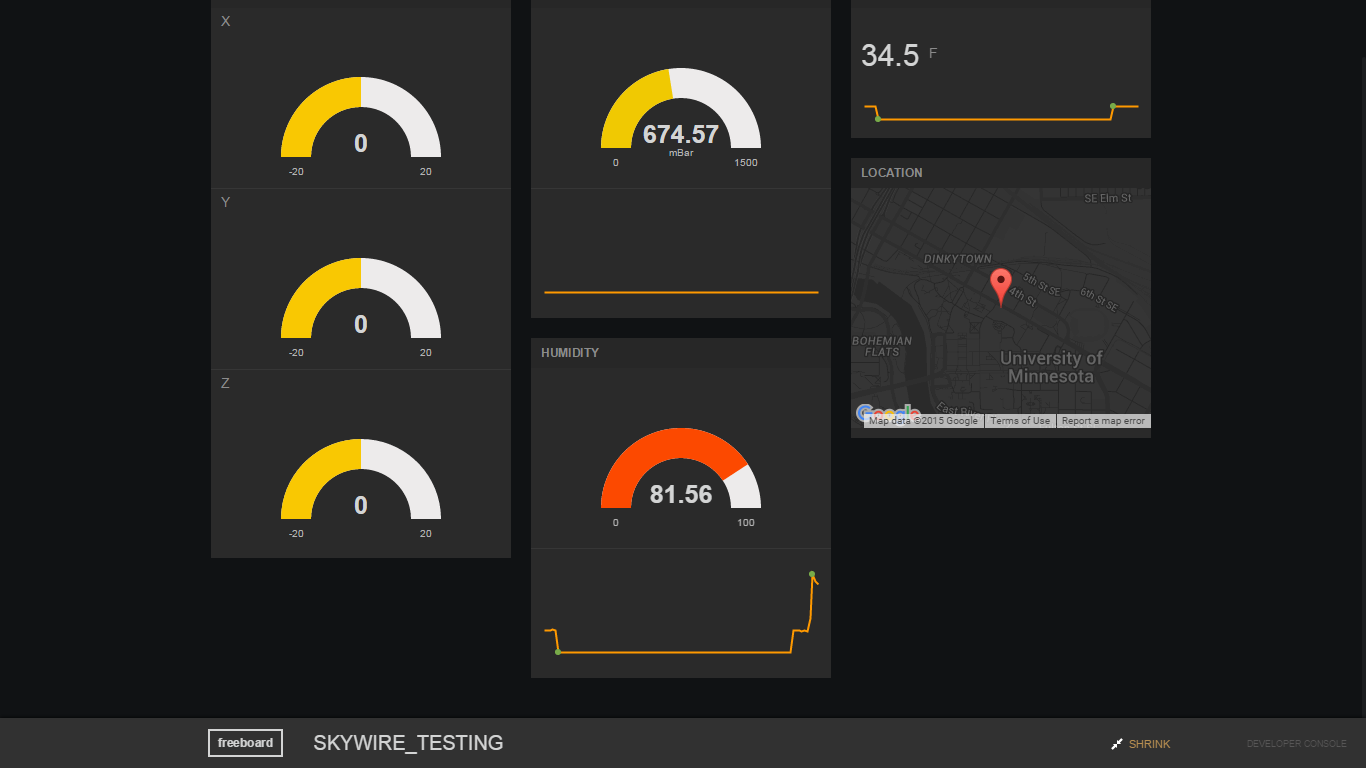 X
0
-20 20
Y
0
-20 20
Z
0
-20 20
674.57
mBar
0 1500
HUMIDITY
81.56
0 100
34.5 F
LOCATION
SE Elm St
DINKYTOWN
5th St SE
4th St
6th St SE
BOHEMIAN
FLATS
University of
Minnesota
East Riv
Google
Map data ©2015 Google Terms of Use Report a map error
freeboard SKYWIRE_TESTING SHRINK DEVELOPER CONSOLE